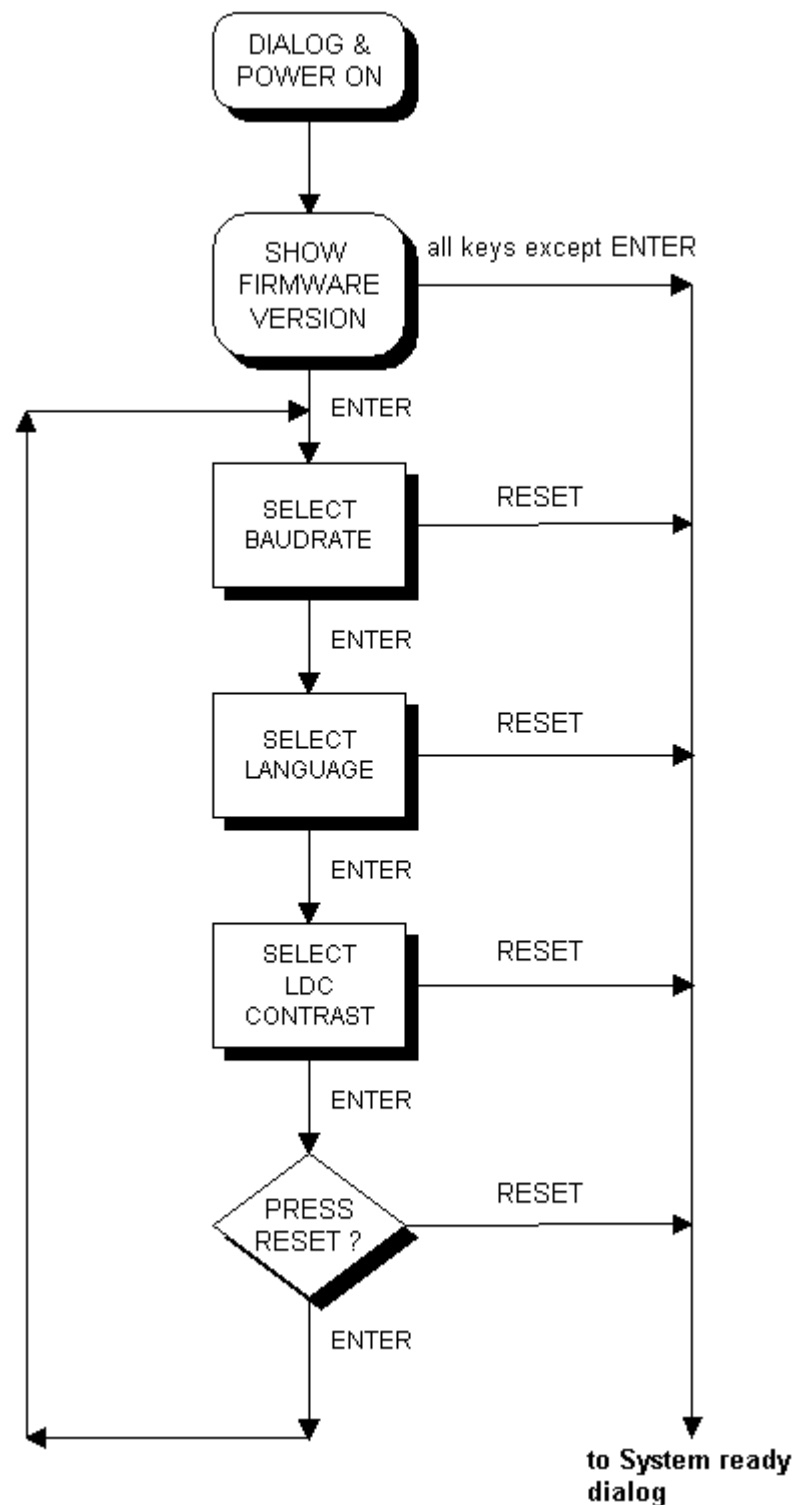 DIALOG &
POWER ON
SHOW
FIRMWARE
VERSION
all keys except ENTER
ENTER
SELECT
BAUDRATE
RESET
ENTER
SELECT
LANGUAGE
RESET
ENTER
SELECT
LDC
CONTRAST
RESET
ENTER
PRESS
RESET ?
RESET
ENTER
to System ready
dialog